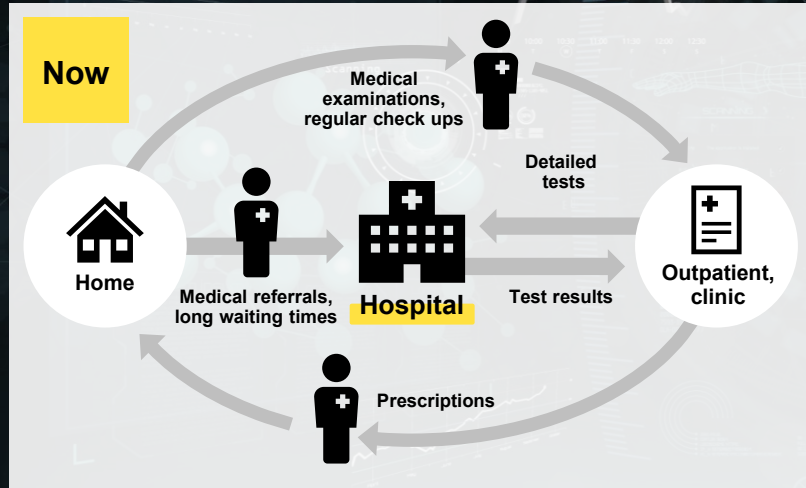 Now
Medical
examinations,
regular check ups
Detailed
tests
Home
Medical referrals,
long waiting times
Hospital
Test results
Outpatient,
clinic
Prescriptions